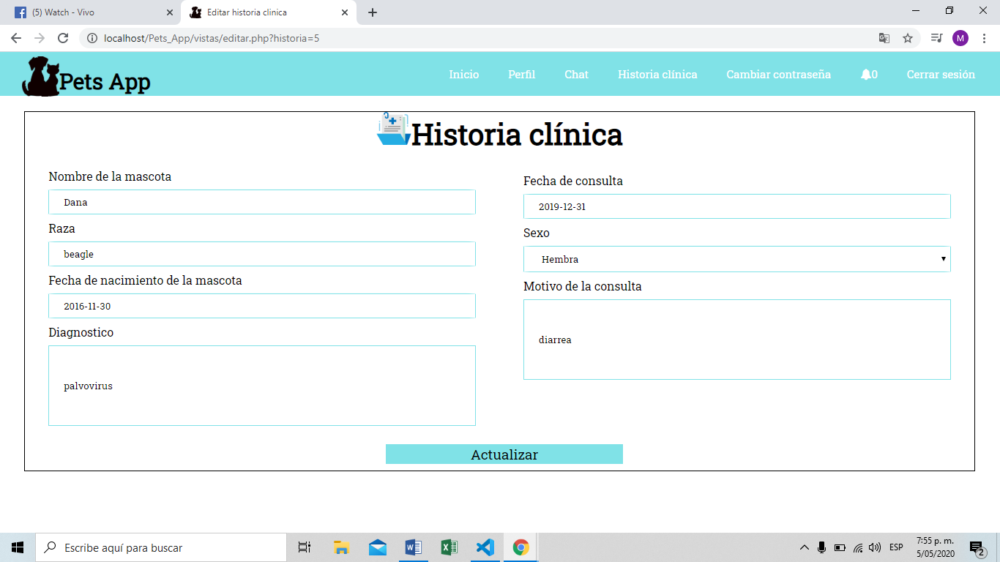 (5) Watch - Vivo
Editar historia clinica
localhost/Pets_App/vistas/editar.php?historia=5
M
Pets App
Inicio
Perfil
Chat
Historia clínica
Cambiar contraseña
0
Cerrar sesión
Historia clínica
Nombre de la mascota
Dana
Raza
beagle
Fecha de nacimiento de la mascota
2016-11-30
Diagnostico
palvovirus
Fecha de consulta
2019-12-31
Sexo
Hembra
Motivo de la consulta
diarrea
Actualizar
Escribe aquí para buscar
ESP
7:55 p. m.
5/05/2020
2